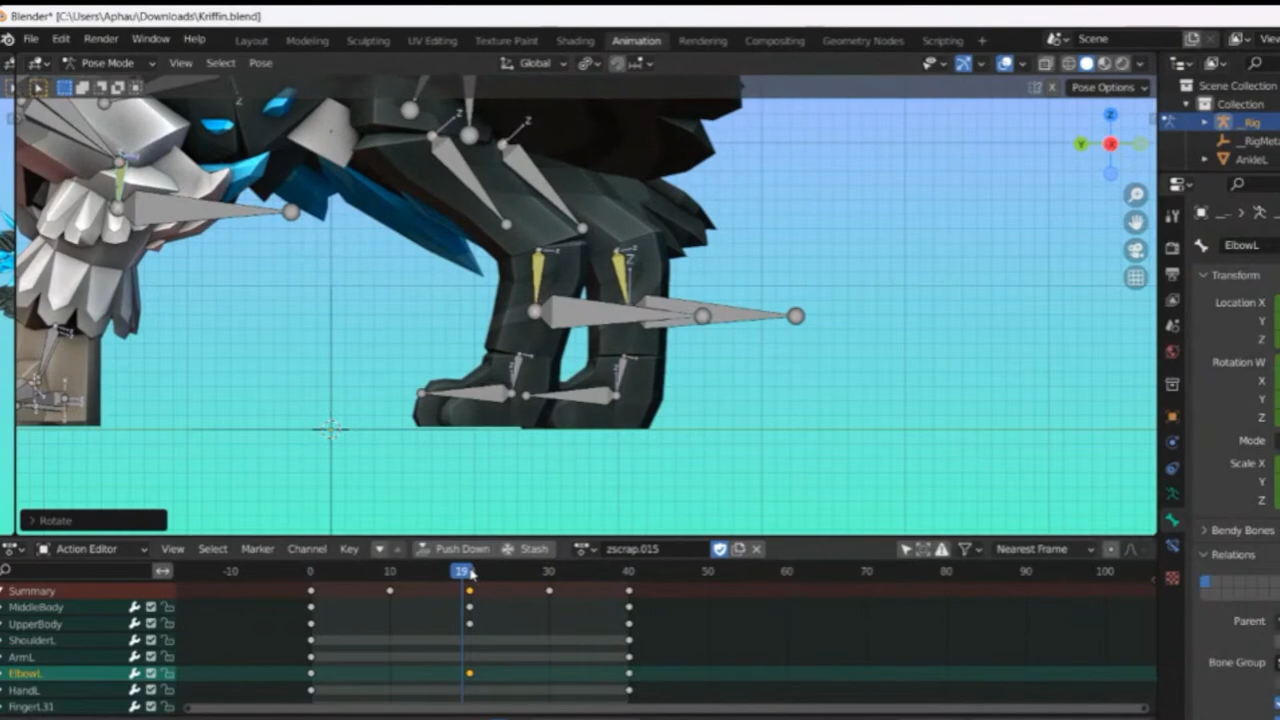 Blender* [C:\Users\Aphau\Downloads\Kriffin.blend]
File Edit Render Window Help Layout Modeling Sculpting UV Editing Texture Paint Shading Animation Rendering Compositing Geometry Nodes Scripting + Scene
Pose Mode View Select Pose Global
Pose Options
Scene Collection
Collection
_Rig
_RigMeta
AnkleL
Z
Y
X
ElbowL
Transform
Location X
Y
Z
Rotation W
X
Y
Z
Mode
Scale X
Y
Z
Bendy Bones
Relations
Parent
Bone Group
Rotate
Action Editor View Select Marker Channel Key Push Down Stash zscrap.015 Nearest Frame
-10 0 10 19 30 40 50 60 70 80 90 100
Summary
MiddleBody
UpperBody
ShoulderL
ArmL
ElbowL
HandL
FingerL31